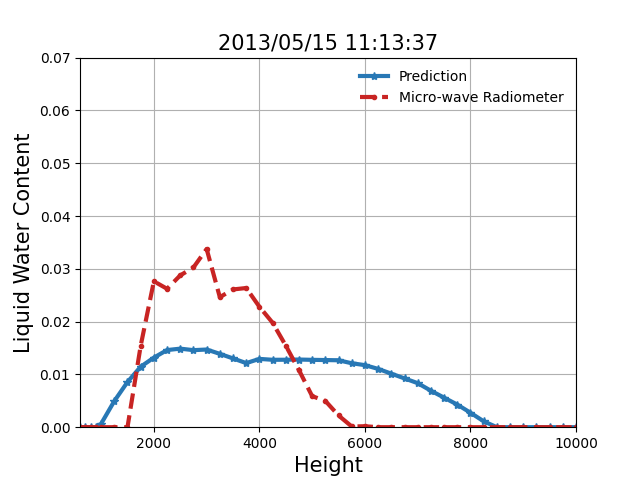 2013/05/15 11:13:37
0.07
0.06
0.05
0.04
0.03
0.02
0.01
0.00
Liquid Water Content
Prediction
Micro-wave Radiometer
2000 4000 6000 8000 10000
Height